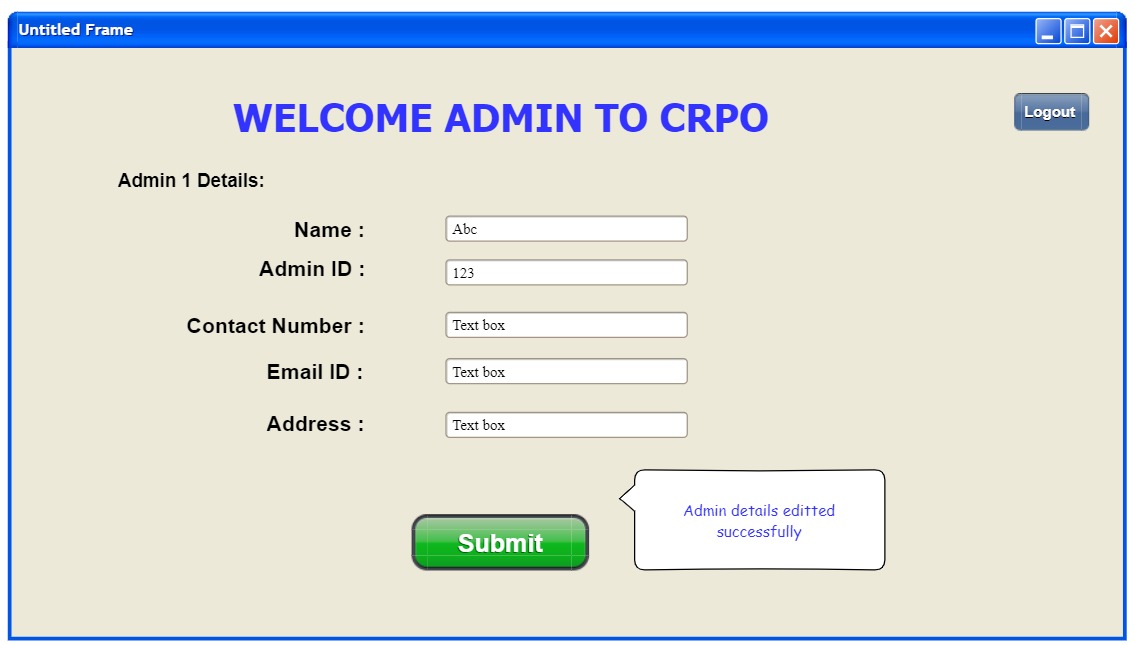 Untitled Frame
WELCOME ADMIN TO CRPO
Logout
Admin 1 Details:
Name : Abc
Admin ID : 123
Contact Number : Text box
Email ID : Text box
Address : Text box
Admin details editted
successfully
Submit